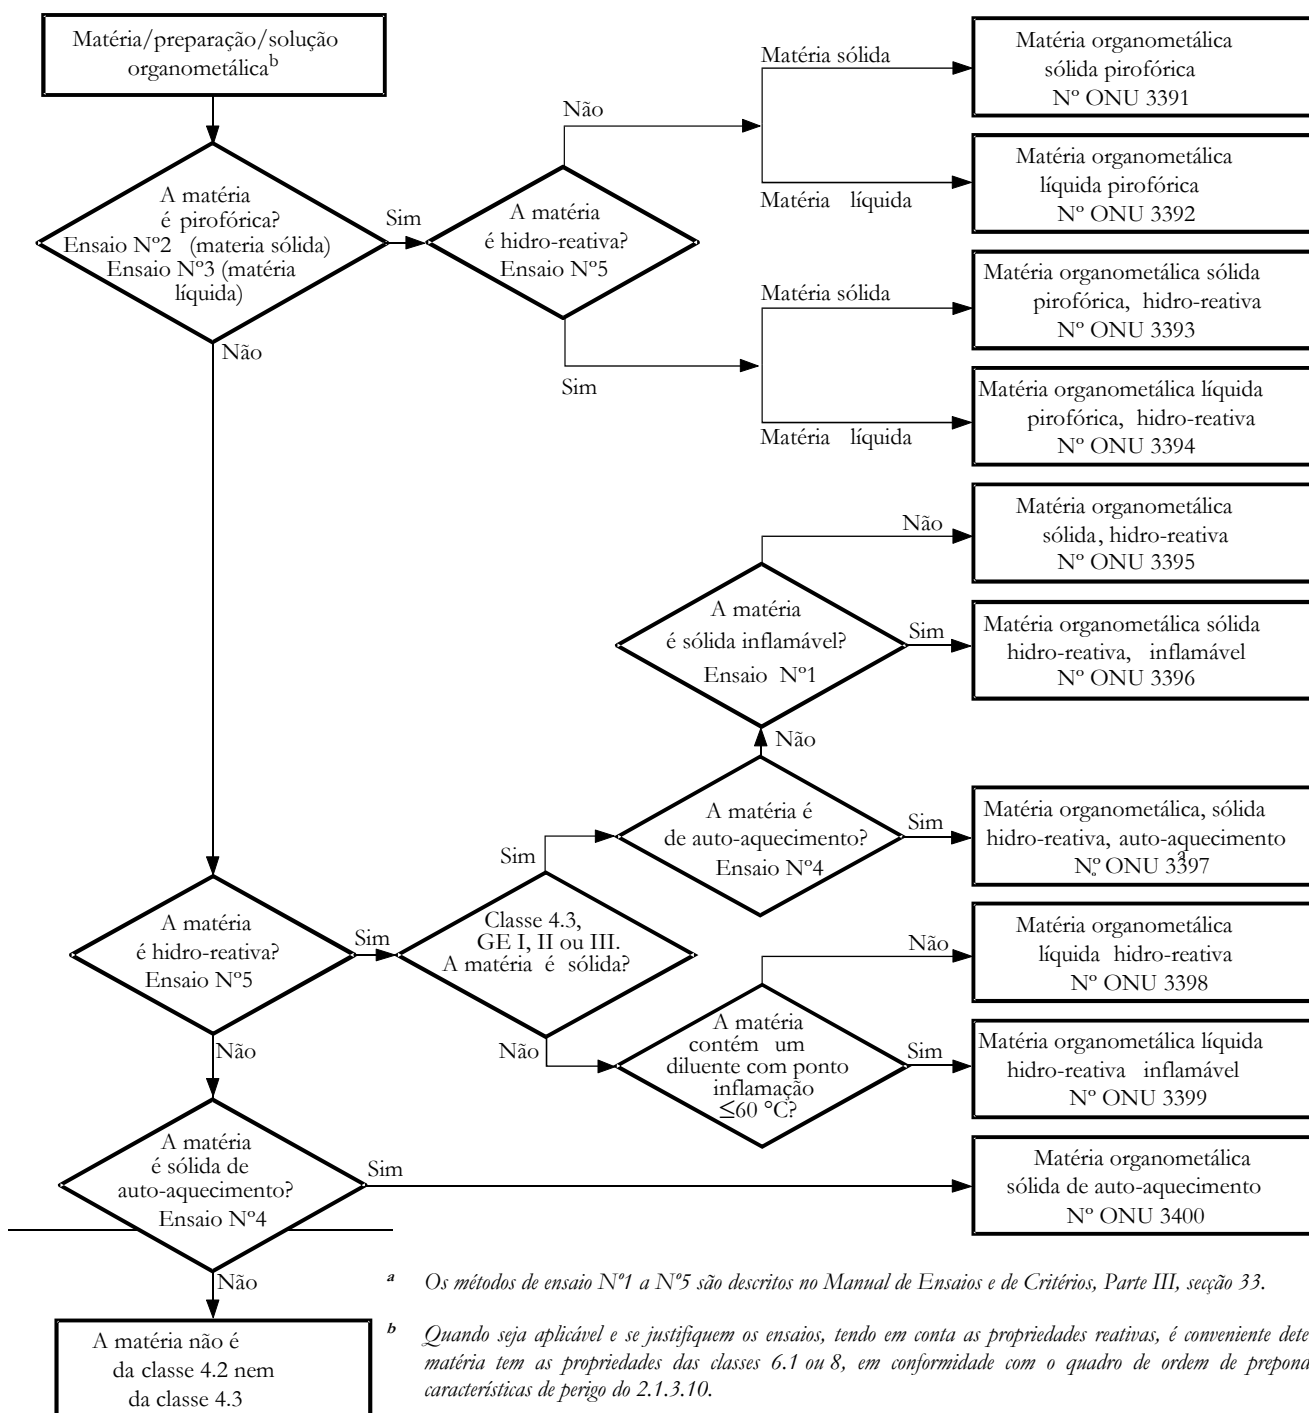 Matéria/preparação/solução
organometálica b
A matéria
é pirofórica?
Ensaio Nº2 (materia sólida)
Ensaio Nº3 (matéria
líquida)
Sim
Não
A matéria
é hidro-reativa?
Ensaio Nº5
Não
Sim
Matéria sólida
Matéria líquida
Matéria organometálica
sólida pirofórica
Nº ONU 3391
Matéria organometálica
líquida pirofórica
Nº ONU 3392
Matéria sólida
Matéria líquida
Matéria organometálica sólida
pirofórica, hidro-reativa
Nº ONU 3393
Matéria organometálica líquida
pirofórica, hidro-reativa
Nº ONU 3394
Não
Matéria organometálica
sólida, hidro-reativa
Nº ONU 3395
A matéria
é sólida inflamável?
Ensaio Nº1
Sim
Matéria organometálica sólida
hidro-reativa, inflamável
Nº ONU 3396
Não
A matéria é
de auto-aquecimento?
Ensaio Nº4
Sim
Matéria organometálica, sólida
hidro-reativa, auto-aquecimento
Nº ONU 3397
a
Sim
A matéria
é hidro-reativa?
Ensaio Nº5
Sim
Classe 4.3,
GE I, II ou III.
A matéria é sólida?
Não
Não
Matéria organometálica
líquida hidro-reativa
Nº ONU 3398
A matéria
contém um
diluente com ponto
inflamação
≤60 °C?
Sim
Matéria organometálica líquida
hidro-reativa inflamável
Nº ONU 3399
Não
A matéria
é sólida de
auto-aquecimento?
Ensaio Nº4
Sim
Matéria organometálica
sólida de auto-aquecimento
Nº ONU 3400
Não
A matéria não é
da classe 4.2 nem
da classe 4.3
a Os métodos de ensaio Nº1 a Nº5 são descritos no Manual de Ensaios e de Critérios, Parte III, secção 33.
b Quando seja aplicável e se justifiquem os ensaios, tendo em conta as propriedades reativas, é conveniente dete
matéria tem as propriedades das classes 6.1 ou 8, em conformidade com o quadro de ordem de prepond
características de perigo do 2.1.3.10.